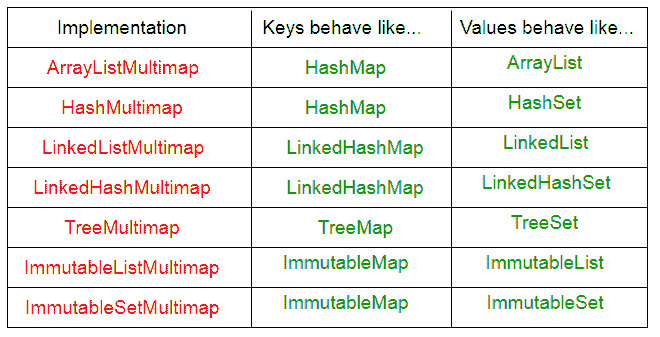 Implementation Keys behave like... Values behave like...
ArrayListMultimap HashMap ArrayList
HashMultimap HashMap HashSet
LinkedListMultimap LinkedHashMap LinkedList
LinkedHashMultimap LinkedHashMap LinkedHashSet
TreeMultimap TreeMap TreeSet
ImmutableListMultimap ImmutableMap ImmutableList
ImmutableSetMultimap ImmutableMap ImmutableSet